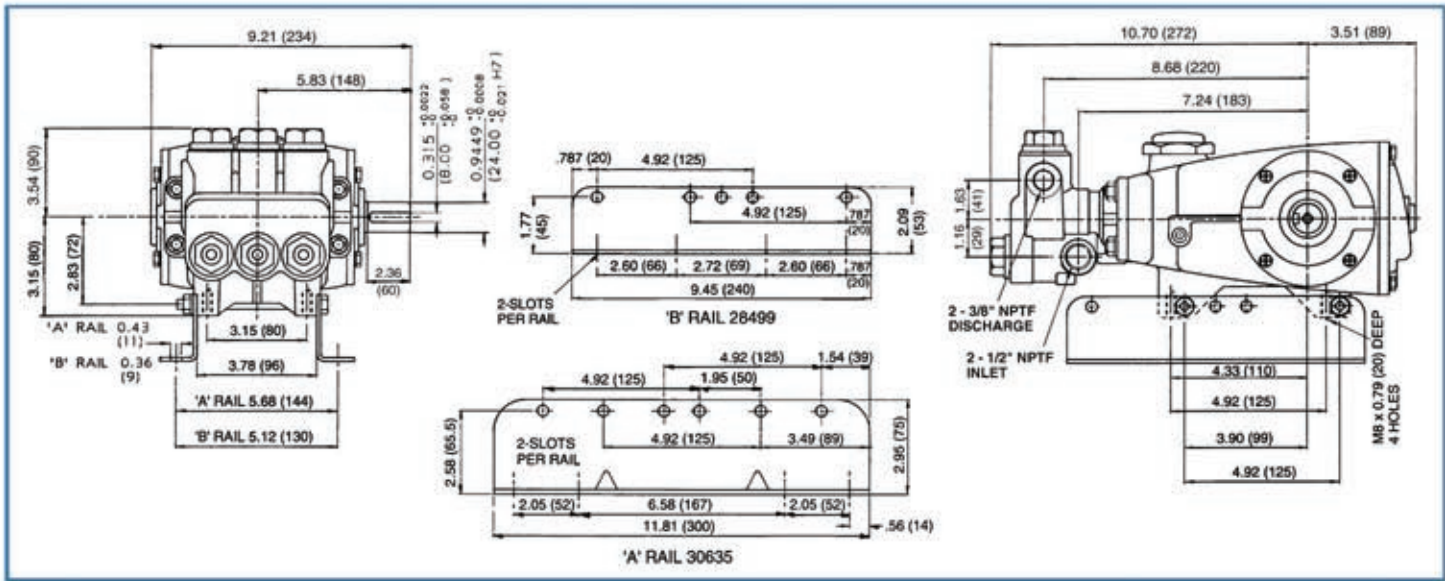 9.21 (234)
5.83 (148)
0.315 +0 -0.0022
(8.00 +0 -0.058 )
0.9449 +0 -0.0008
(24.00 +0 -0.021 H7)
3.54 (90)
3.15 (80)
2.83 (72)
2.36
(60)
'A' RAIL 0.43
(11)
'B' RAIL 0.36
(9)
3.15 (80)
3.78 (96)
'A' RAIL 5.68 (144)
'B' RAIL 5.12 (130)
.787 (20)
4.92 (125)
1.77
(45)
4.92 (125)
.787
(20)
2.09
(53)
2.60 (66)
2.72 (69)
2.60 (66)
.787
(20)
9.45 (240)
2-SLOTS
PER RAIL
'B' RAIL 28499
4.92 (125)
1.54 (39)
4.92 (125)
1.95 (50)
2.58 (65.5)
2-SLOTS
PER RAIL
4.92 (125)
3.49 (89)
2.95 (75)
2.05 (52)
6.58 (167)
2.05 (52)
11.81 (300)
.56 (14)
'A' RAIL 30635
10.70 (272)
3.51 (89)
8.68 (220)
7.24 (183)
1.63
(41)
1.16
(29)
2 - 3/8" NPTF
DISCHARGE
2 - 1/2" NPTF
INLET
4.33 (110)
4.92 (125)
3.90 (99)
4.92 (125)
M8 x 0.79 (20) DEEP
4 HOLES